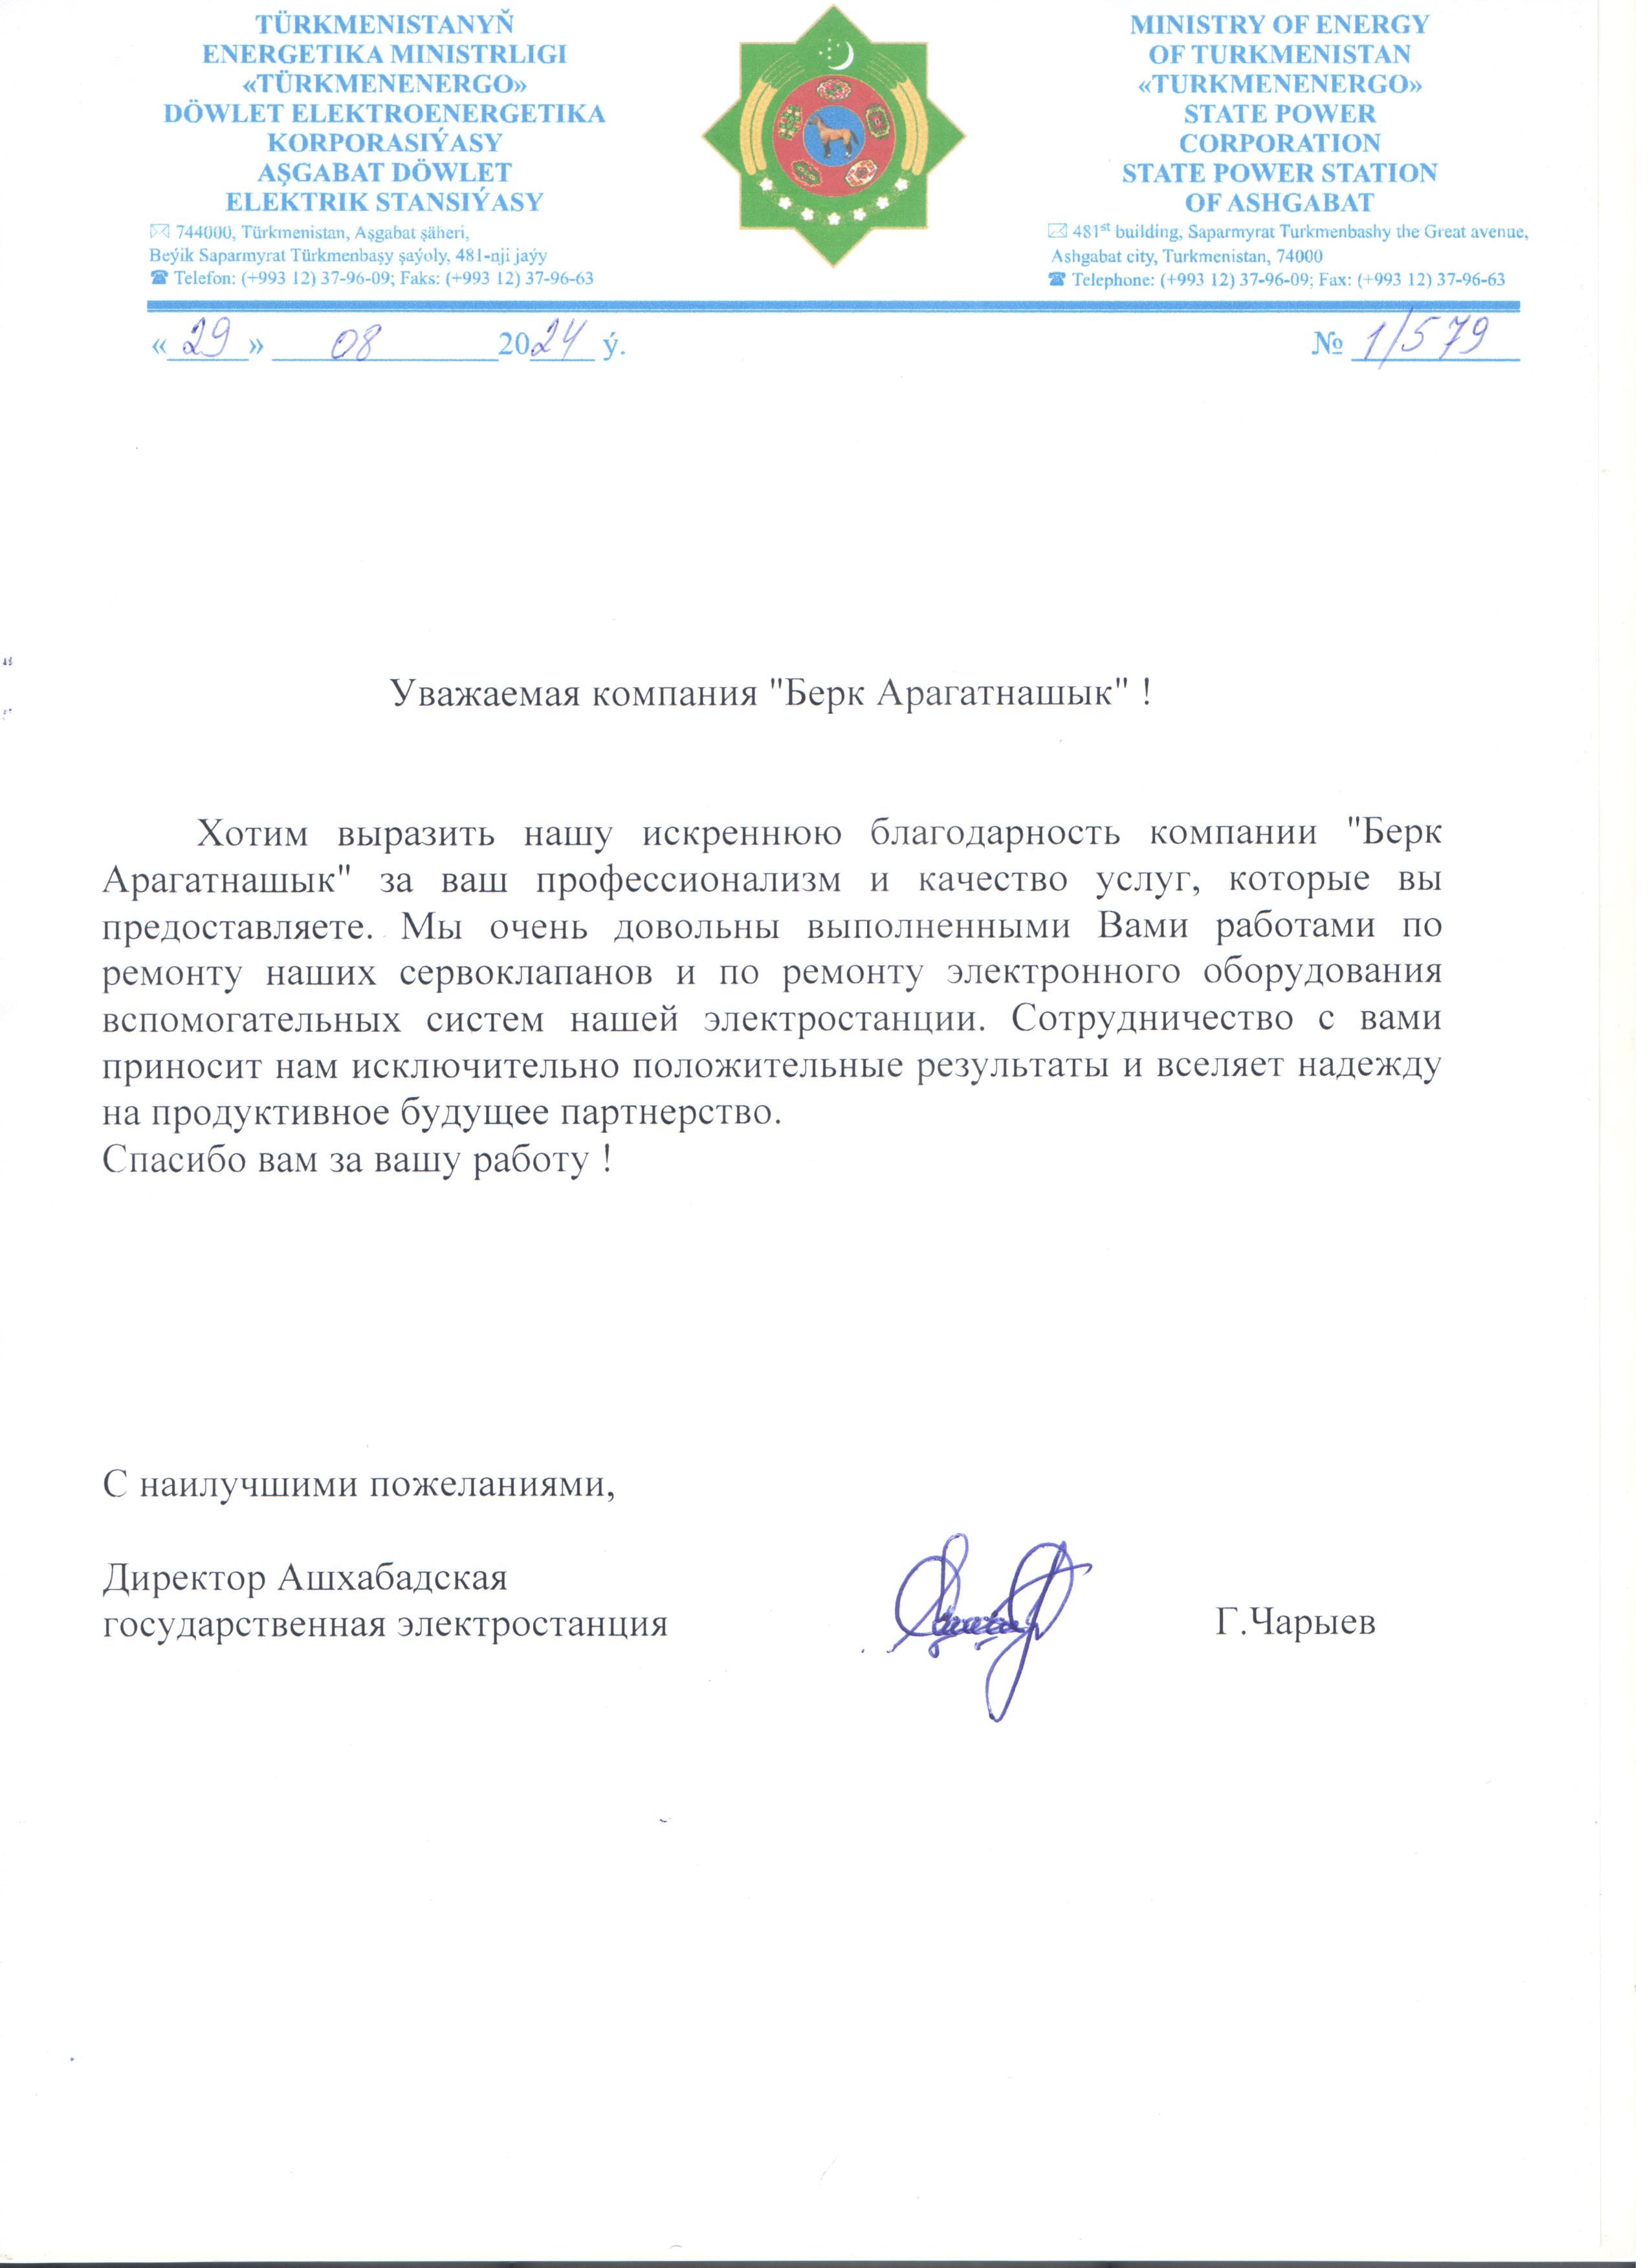 TÜRKMENISTANYŇ
ENERGETIKA MINISTRLIGI
«TÜRKMENENERGO»
DÖWLET ELEKTROENERGETIKA
KORPORASIÝASY
AŞGABAT DÖWLET
ELEKTRIK STANSIÝASY
744000, Türkmenistan, Aşgabat şäheri,
Beýik Saparmyrat Türkmenbaşy şaýoly, 481-nji jaýy
Telefon: (+993 12) 37-96-09; Faks: (+993 12) 37-96-63
MINISTRY OF ENERGY
OF TURKMENISTAN
«TURKMENENERGO»
STATE POWER
CORPORATION
STATE POWER STATION
OF ASHGABAT
481st building, Saparmyrat Turkmenbashy the Great avenue,
Ashgabat city, Turkmenistan, 74000
Telephone: (+993 12) 37-96-09; Fax: (+993 12) 37-96-63
«29» 08 2024 ý.
№ 1/579
Уважаемая компания "Берк Арагатнашык" !
Хотим выразить нашу искреннюю благодарность компании "Берк
Арагатнашык" за ваш профессионализм и качество услуг, которые вы
предоставляете. Мы очень довольны выполненными Вами работами по
ремонту наших сервоклапанов и по ремонту электронного оборудования
вспомогательных систем нашей электростанции. Сотрудничество с вами
приносит нам исключительно положительные результаты и вселяет надежду
на продуктивное будущее партнерство.
Спасибо вам за вашу работу !
С наилучшими пожеланиями,
Директор Ашхабадская
государственная электростанция
Г.Чарыев